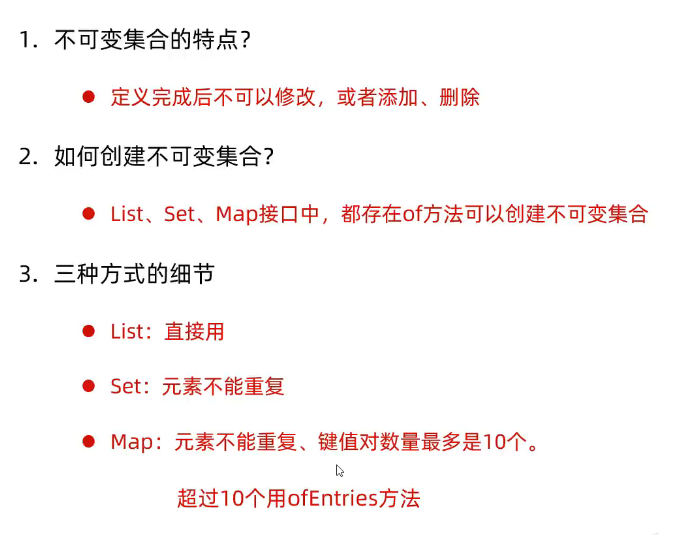 1. 不可变集合的特点？
● 定义完成后不可以修改，或者添加、删除
2. 如何创建不可变集合？
● List、Set、Map接口中，都存在of方法可以创建不可变集合
3. 三种方式的细节
● List：直接用
● Set：元素不能重复
● Map：元素不能重复、键值对数量最多是10个。
超过10个用ofEntries方法